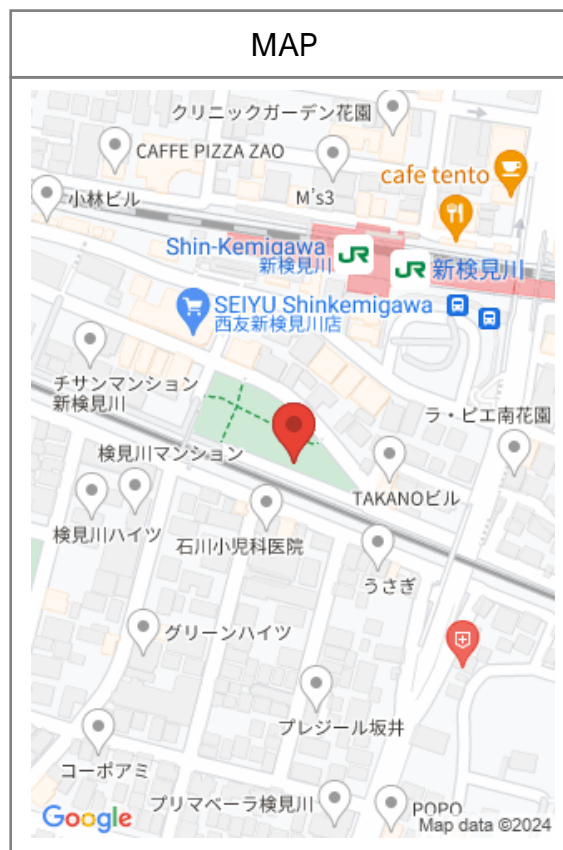 MAP
クリニックガーデン花園
CAFFE PIZZA ZAO
cafe tento
小林ビル
M's3
Shin-Kemigawa
新検見川
JR
JR
新検見川
SEIYU Shinkemigawa
西友新検見川店
チサンマンション
新検見川
ラ・ビエ南花園
検見川マンション
TAKANOビル
検見川ハイツ
石川小児科医院
うさぎ
グリーンハイツ
プレジール坂井
コーポアミ
プリマベーラ検見川
POPO
Google
Map data ©2024